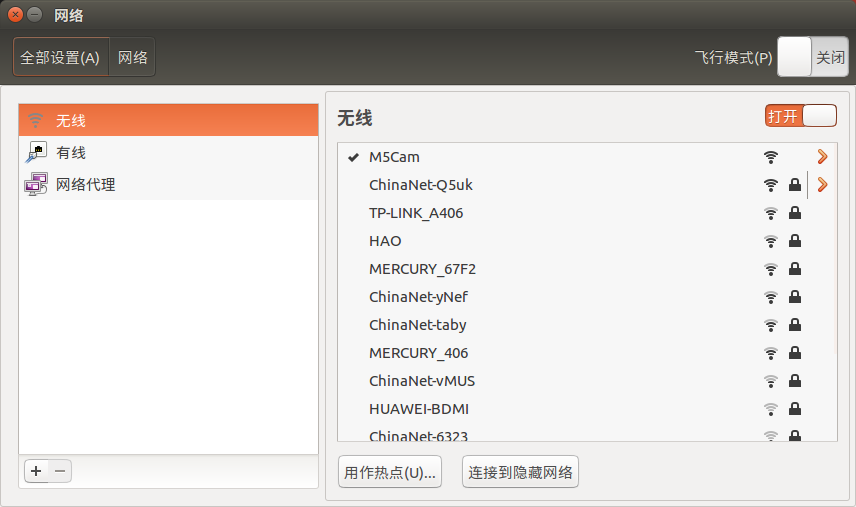 网络
全部设置(A) 网络 飞行模式(P) 关闭
无线
有线
网络代理
无线 打开
M5Cam
ChinaNet-Q5uk
TP-LINK_A406
HAO
MERCURY_67F2
ChinaNet-yNef
ChinaNet-taby
MERCURY_406
ChinaNet-vMUS
HUAWEI-BDMI
ChinaNet-6323
用作热点(U)... 连接到隐藏网络